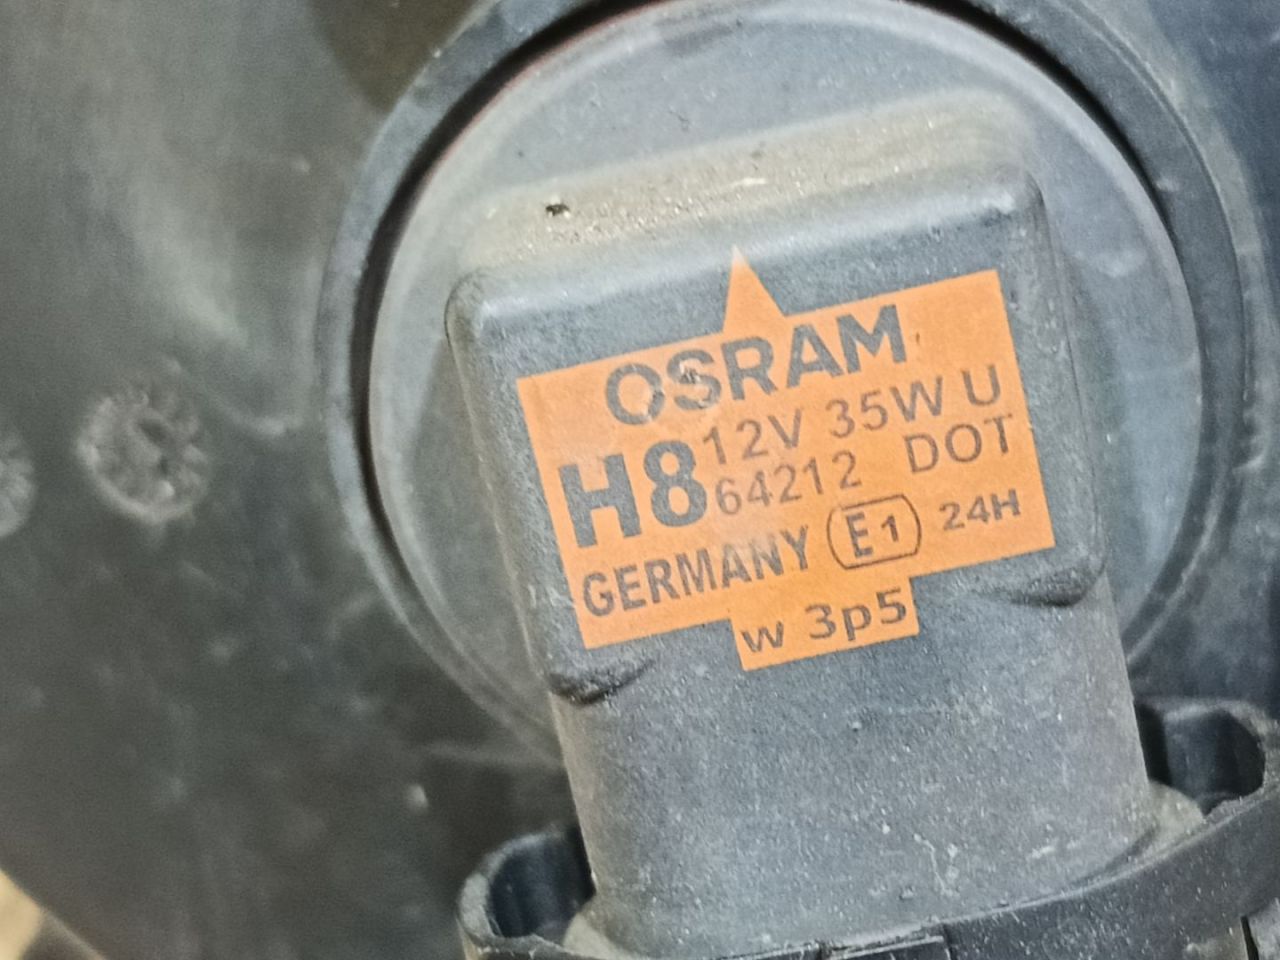 OSRAM
H8 12V 35W U
64212 DOT
GERMANY E1 24H
w 3p5